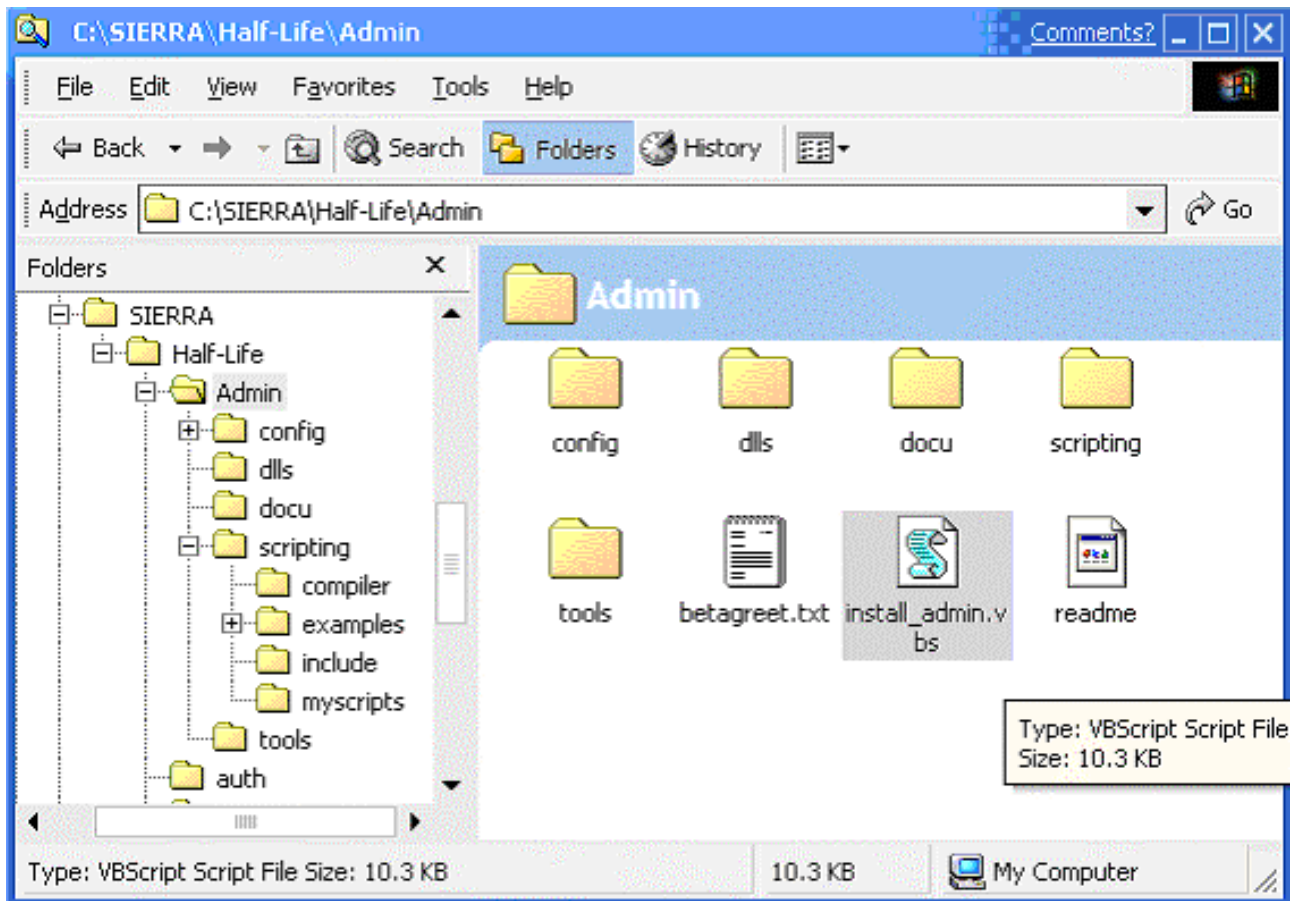 C:\SIERRA\Half-Life\Admin Comments?
File Edit View Favorites Tools Help
Back Search Folders History
Address C:\SIERRA\Half-Life\Admin Go
Folders
SIERRA
Half-Life
Admin
config
dlls
docu
scripting
compiler
examples
include
myscripts
tools
auth
Admin
config dlls docu scripting
tools betagreet.txt install_admin.v
bs readme
Type: VBScript Script File
Size: 10.3 KB
Type: VBScript Script File Size: 10.3 KB 10.3 KB My Computer